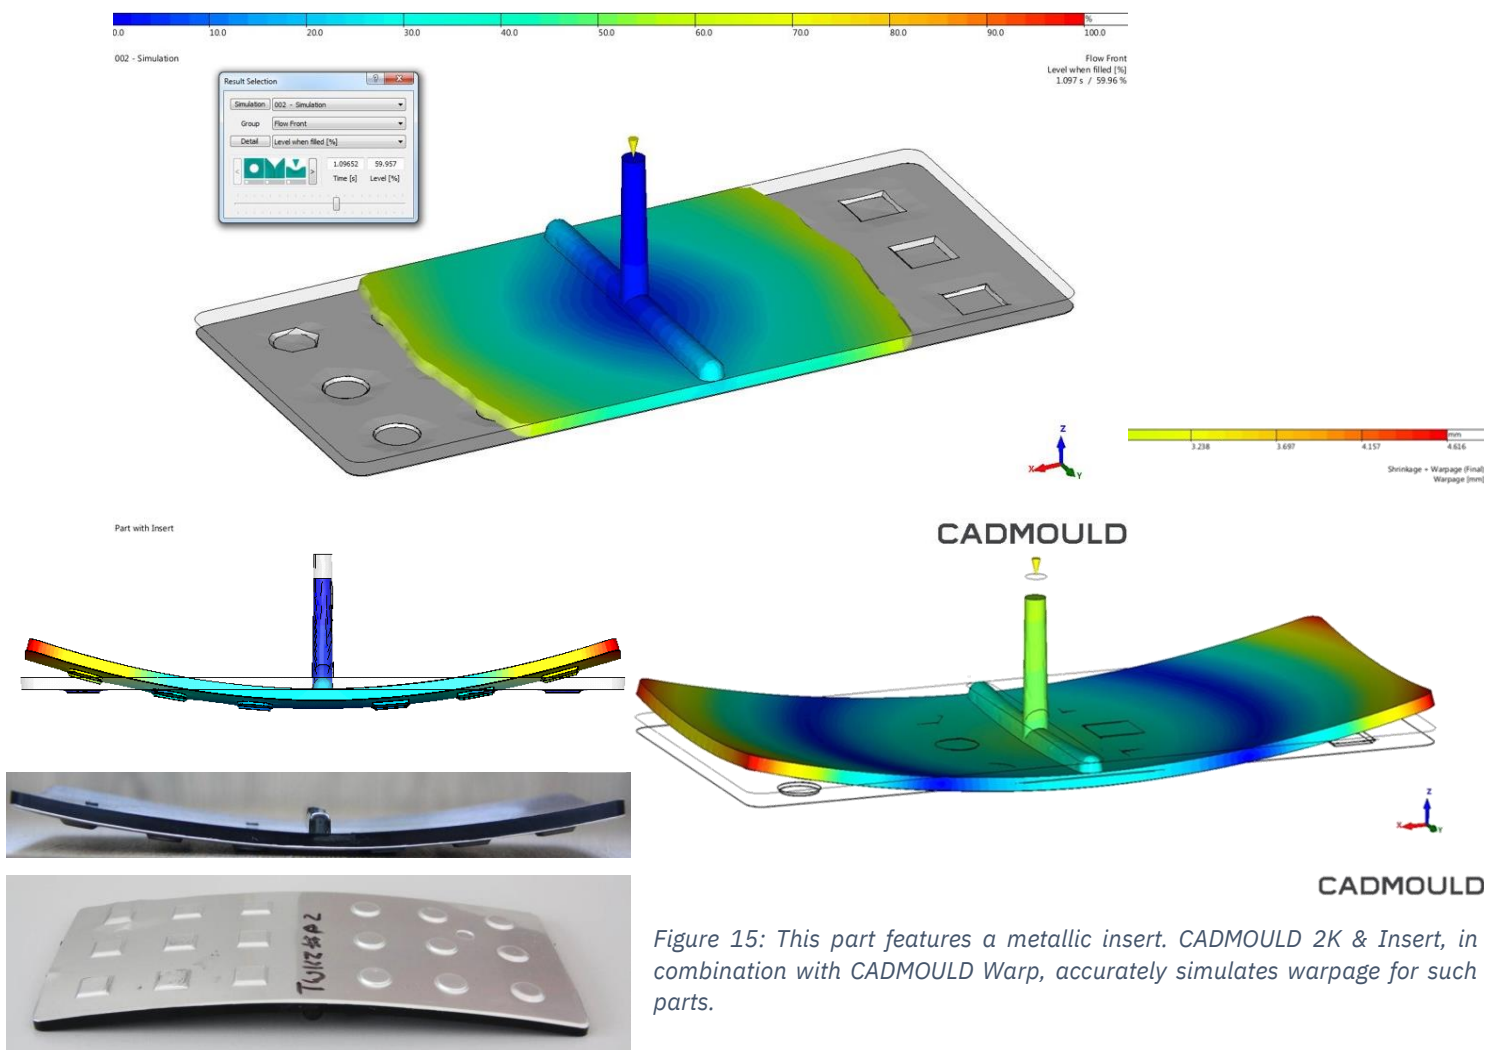 %
0.0 10.0 20.0 30.0 40.0 50.0 60.0 70.0 80.0 90.0 100.0
002 - Simulation
Flow Front
Level when filled [%]
1.097 s / 59.96 %
Result Selection
Simulation 002 - Simulation
Group Flow Front
Detail Level when filled [%]
< > 1.09652 59.957
Time [s] Level [%]
Z
X
Y
mm
3.238 3.697 4.157 4.616
Shrinkage + Warpage (Final)
Warpage [mm]
Part with Insert
CADMOULD
Z
X
Y
CADMOULD
Figure 15: This part features a metallic insert. CADMOULD 2K & Insert, in
combination with CADMOULD Warp, accurately simulates warpage for such
parts.